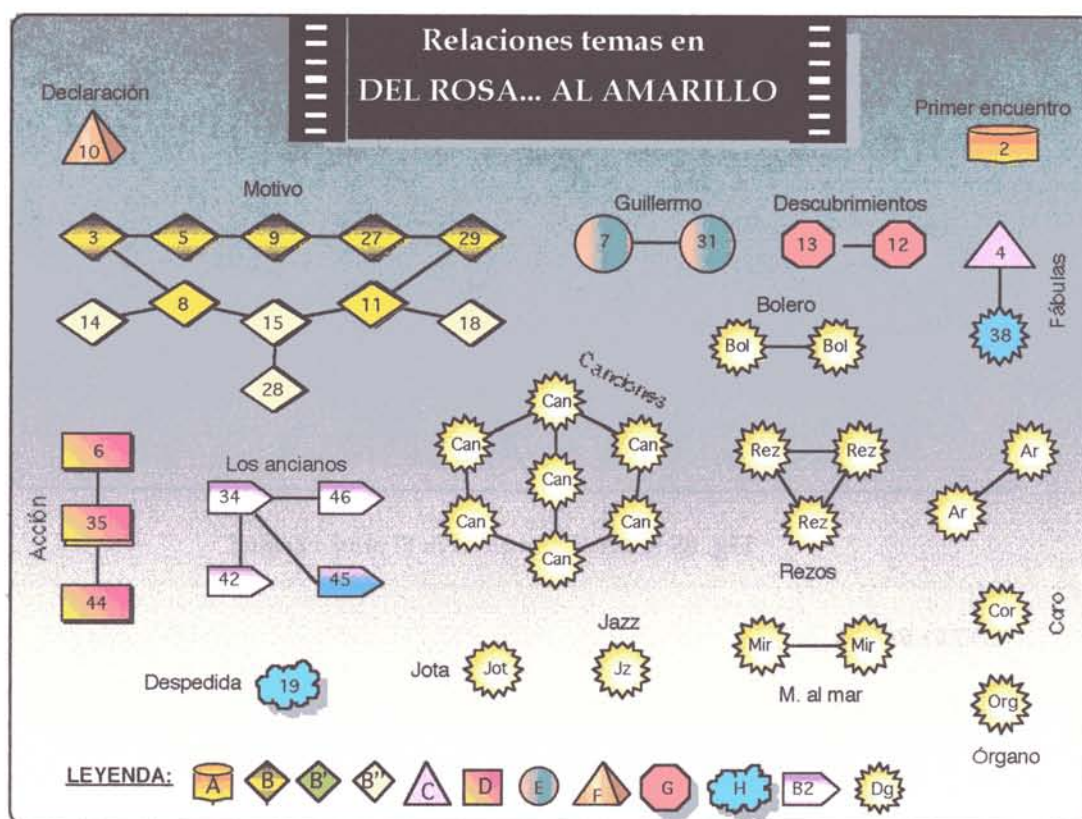 Relaciones temas en
DEL ROSA... AL AMARILLO
Declaración
10
Primer encuentro
2
Motivo
3 5 9 27 29
8 11
14 15 18
28
Guillermo
7 31
Descubrimientos
13 12
4
38
Fábulas
Bolero
Bol Bol
Canciones
Can
Can Can
Can
Can Can
Can
Rez Rez
Rez
Rezos
Ar
Ar
Acción
6
35
44
Los ancianos
34 46
42 45
Cor
Coro
Mir Mir
M. al mar
Jota
Jot
Jazz
Jz
Despedida
19
Org
Órgano
LEYENDA: A B B' B'' C D E F G H B2 Dg